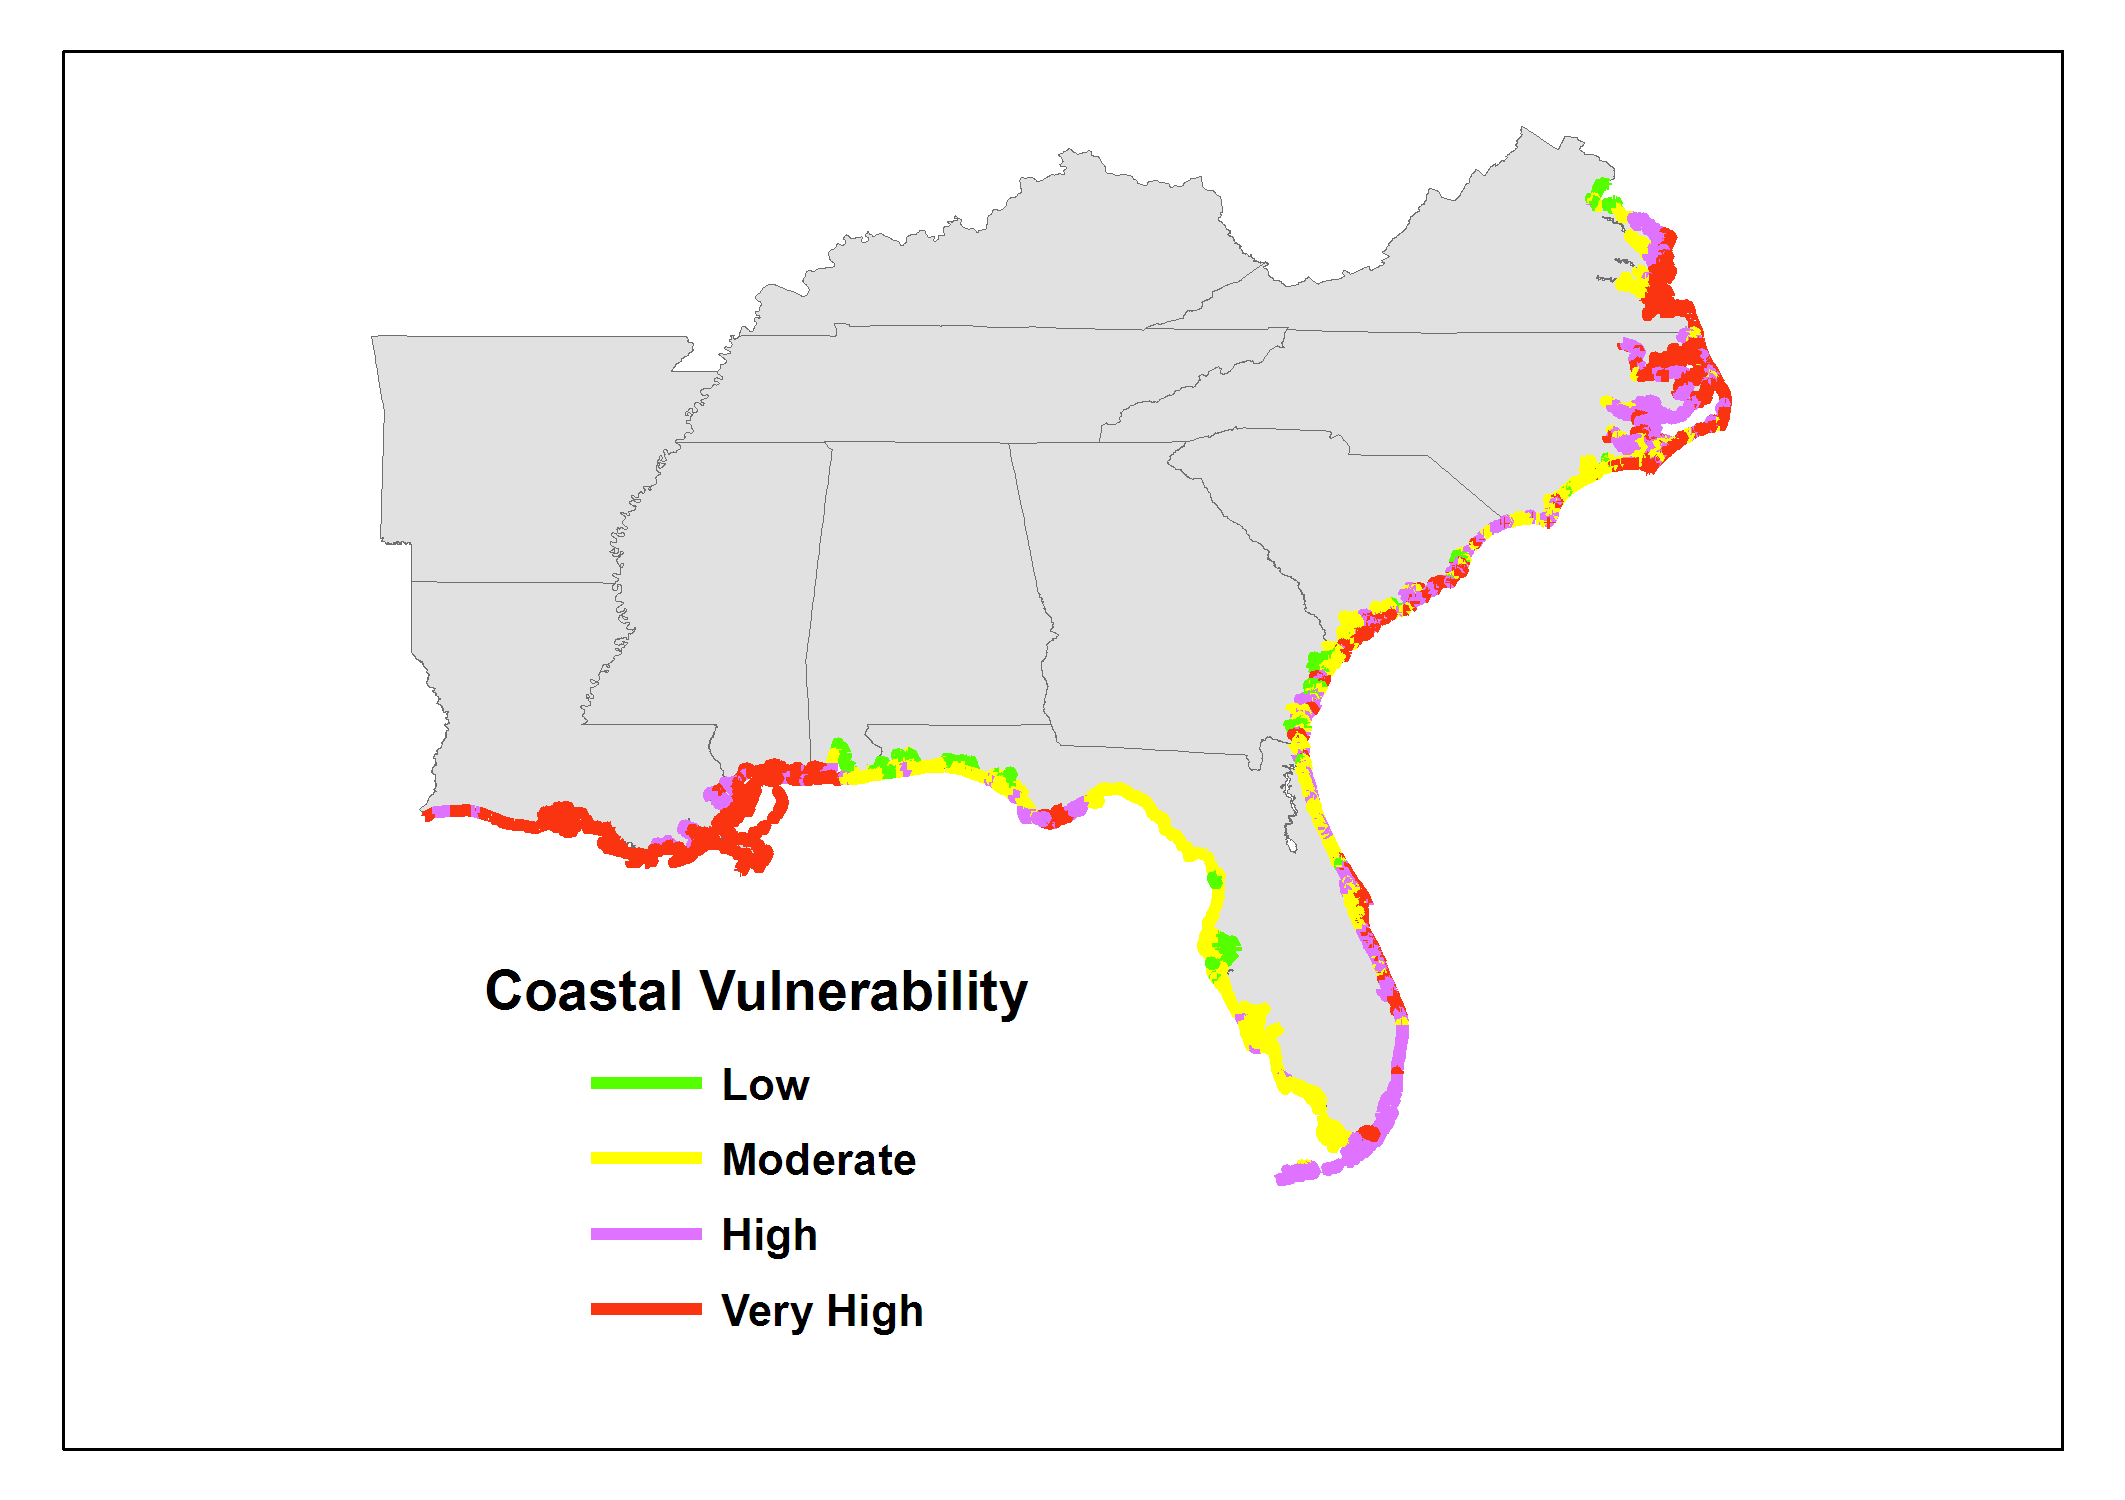 Coastal Vulnerability
Low
Moderate
High
Very High